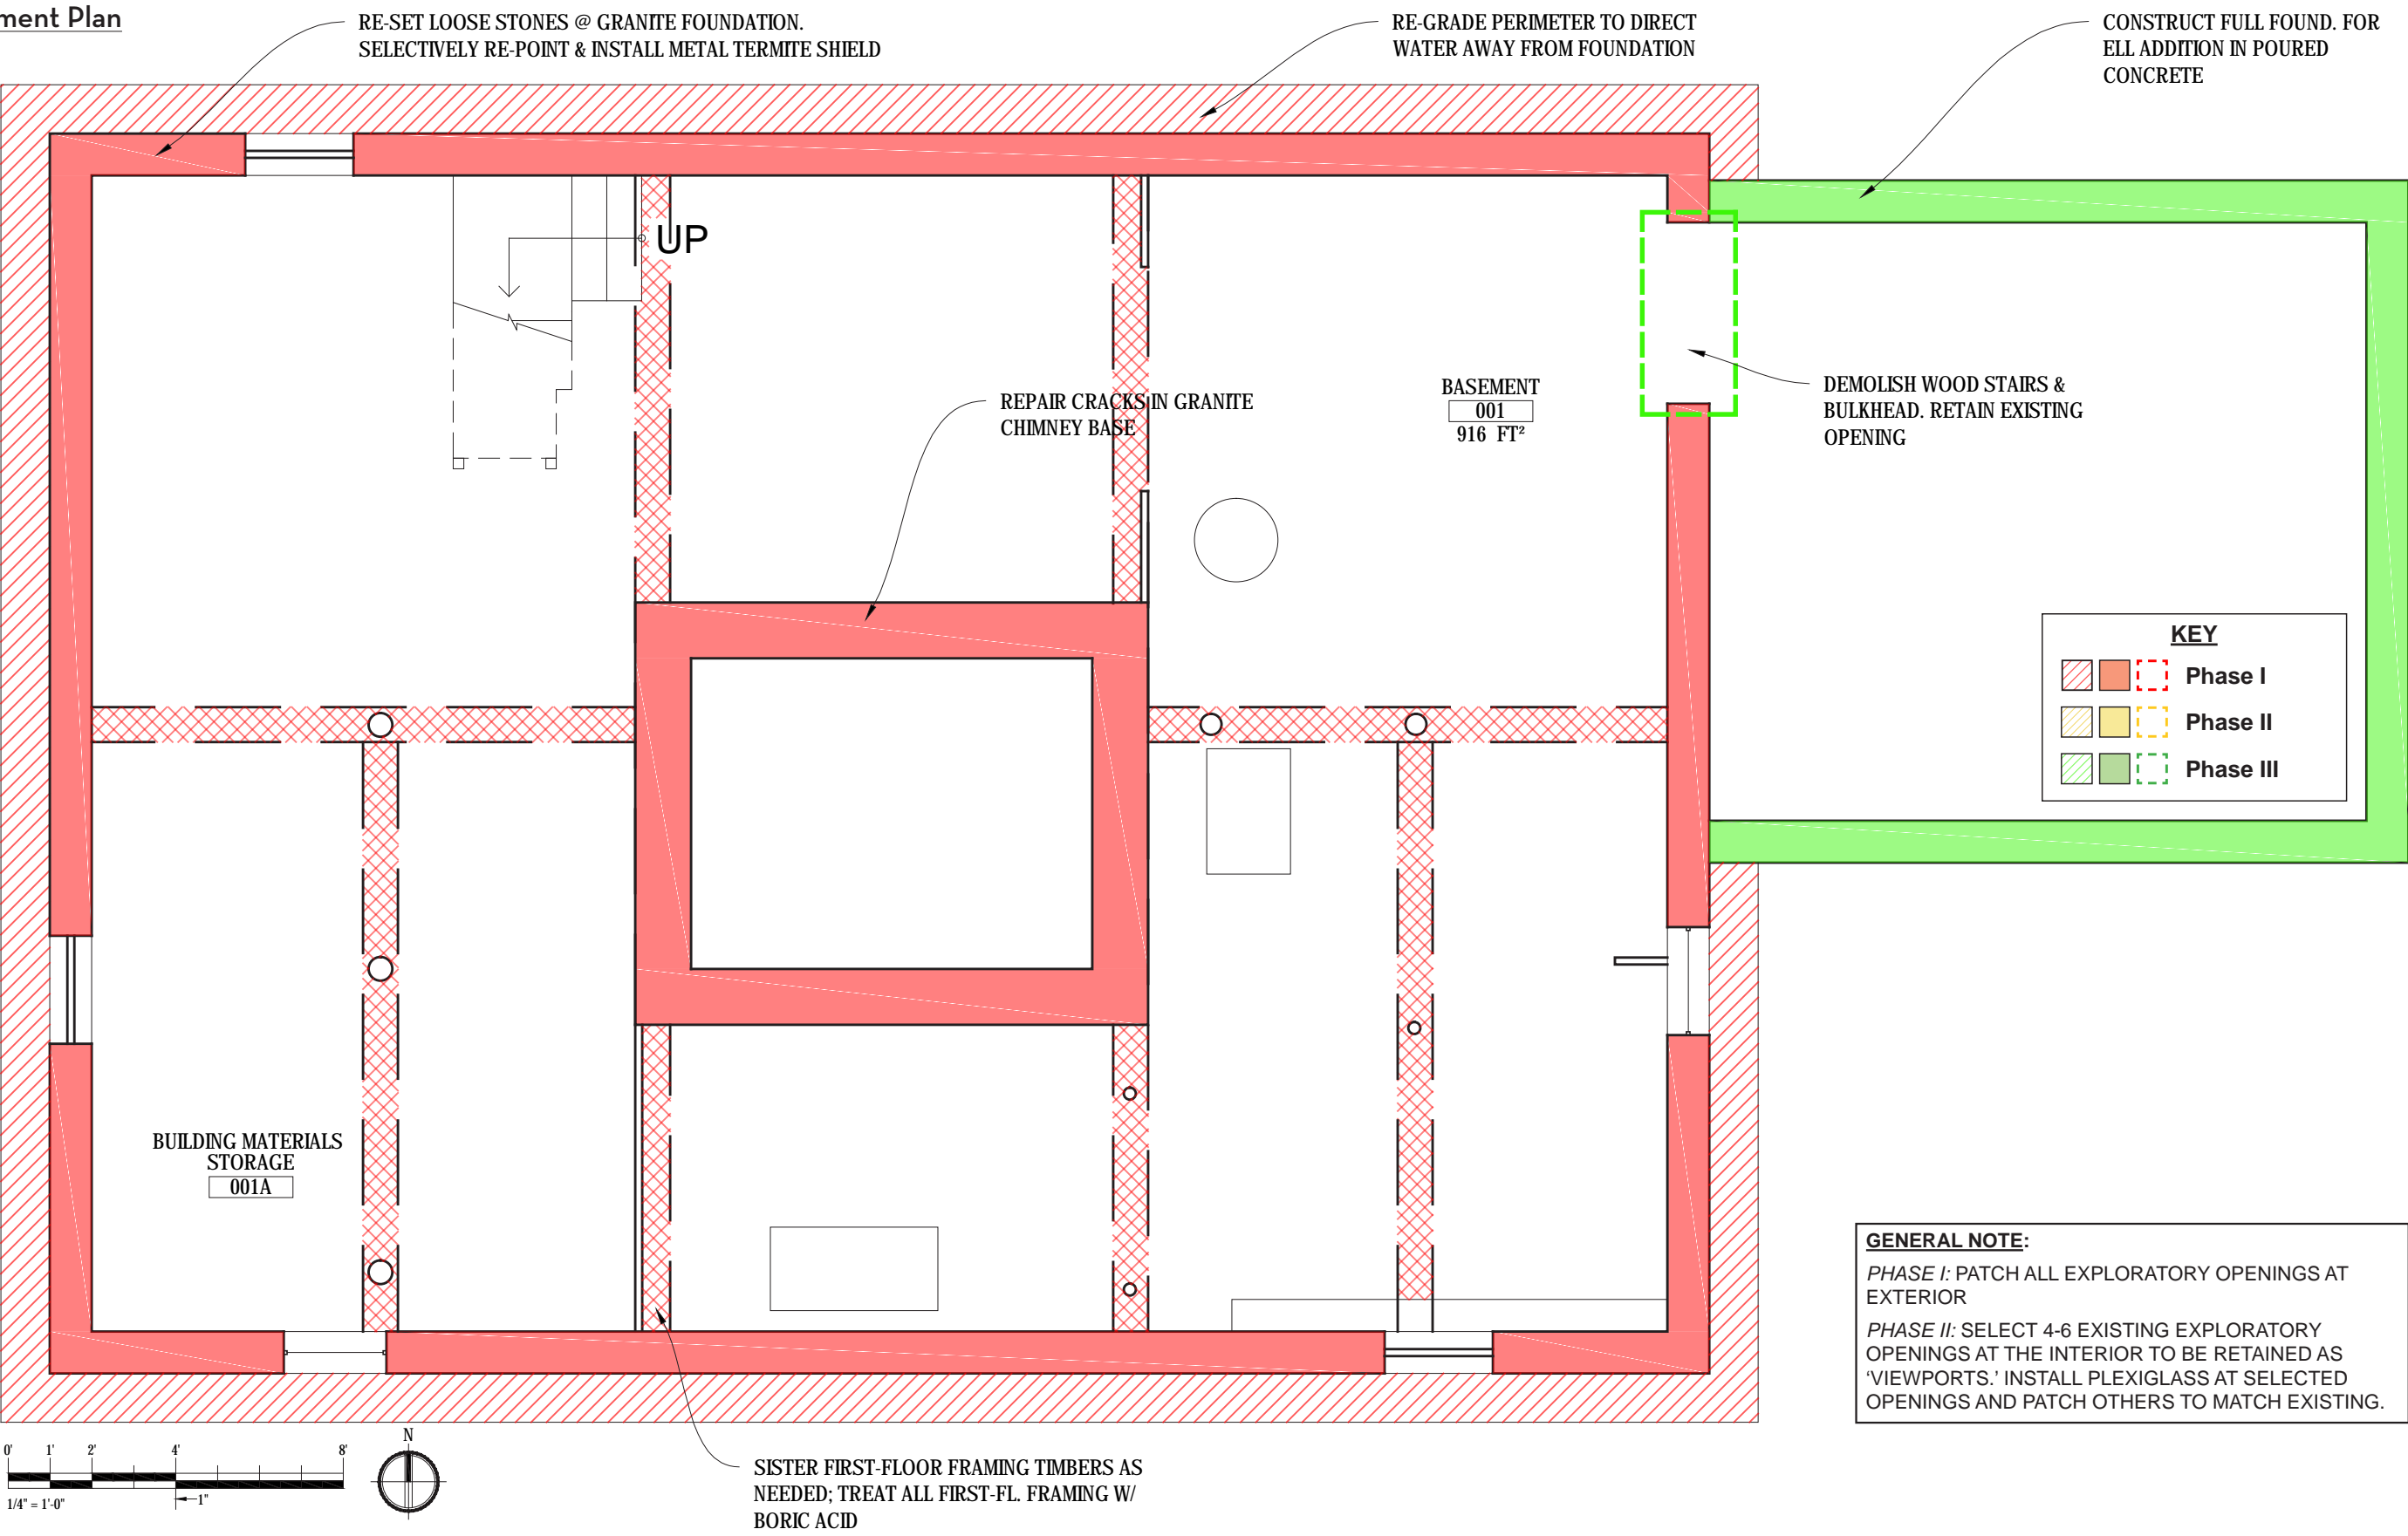 ment Plan
RE-SET LOOSE STONES @ GRANITE FOUNDATION.
SELECTIVELY RE-POINT & INSTALL METAL TERMITE SHIELD
RE-GRADE PERIMETER TO DIRECT
WATER AWAY FROM FOUNDATION
CONSTRUCT FULL FOUND. FOR
ELL ADDITION IN POURED
CONCRETE
UP
REPAIR CRACKS IN GRANITE
CHIMNEY BASE
BASEMENT
001
916 FT²
DEMOLISH WOOD STAIRS &
BULKHEAD. RETAIN EXISTING
OPENING
KEY
Phase I
Phase II
Phase III
BUILDING MATERIALS
STORAGE
001A
GENERAL NOTE:
PHASE I: PATCH ALL EXPLORATORY OPENINGS AT
EXTERIOR
PHASE II: SELECT 4-6 EXISTING EXPLORATORY
OPENINGS AT THE INTERIOR TO BE RETAINED AS
‘VIEWPORTS.’ INSTALL PLEXIGLASS AT SELECTED
OPENINGS AND PATCH OTHERS TO MATCH EXISTING.
0' 1' 2' 4' 8'
1/4" = 1'-0"
1"
N
SISTER FIRST-FLOOR FRAMING TIMBERS AS
NEEDED; TREAT ALL FIRST-FL. FRAMING W/
BORIC ACID